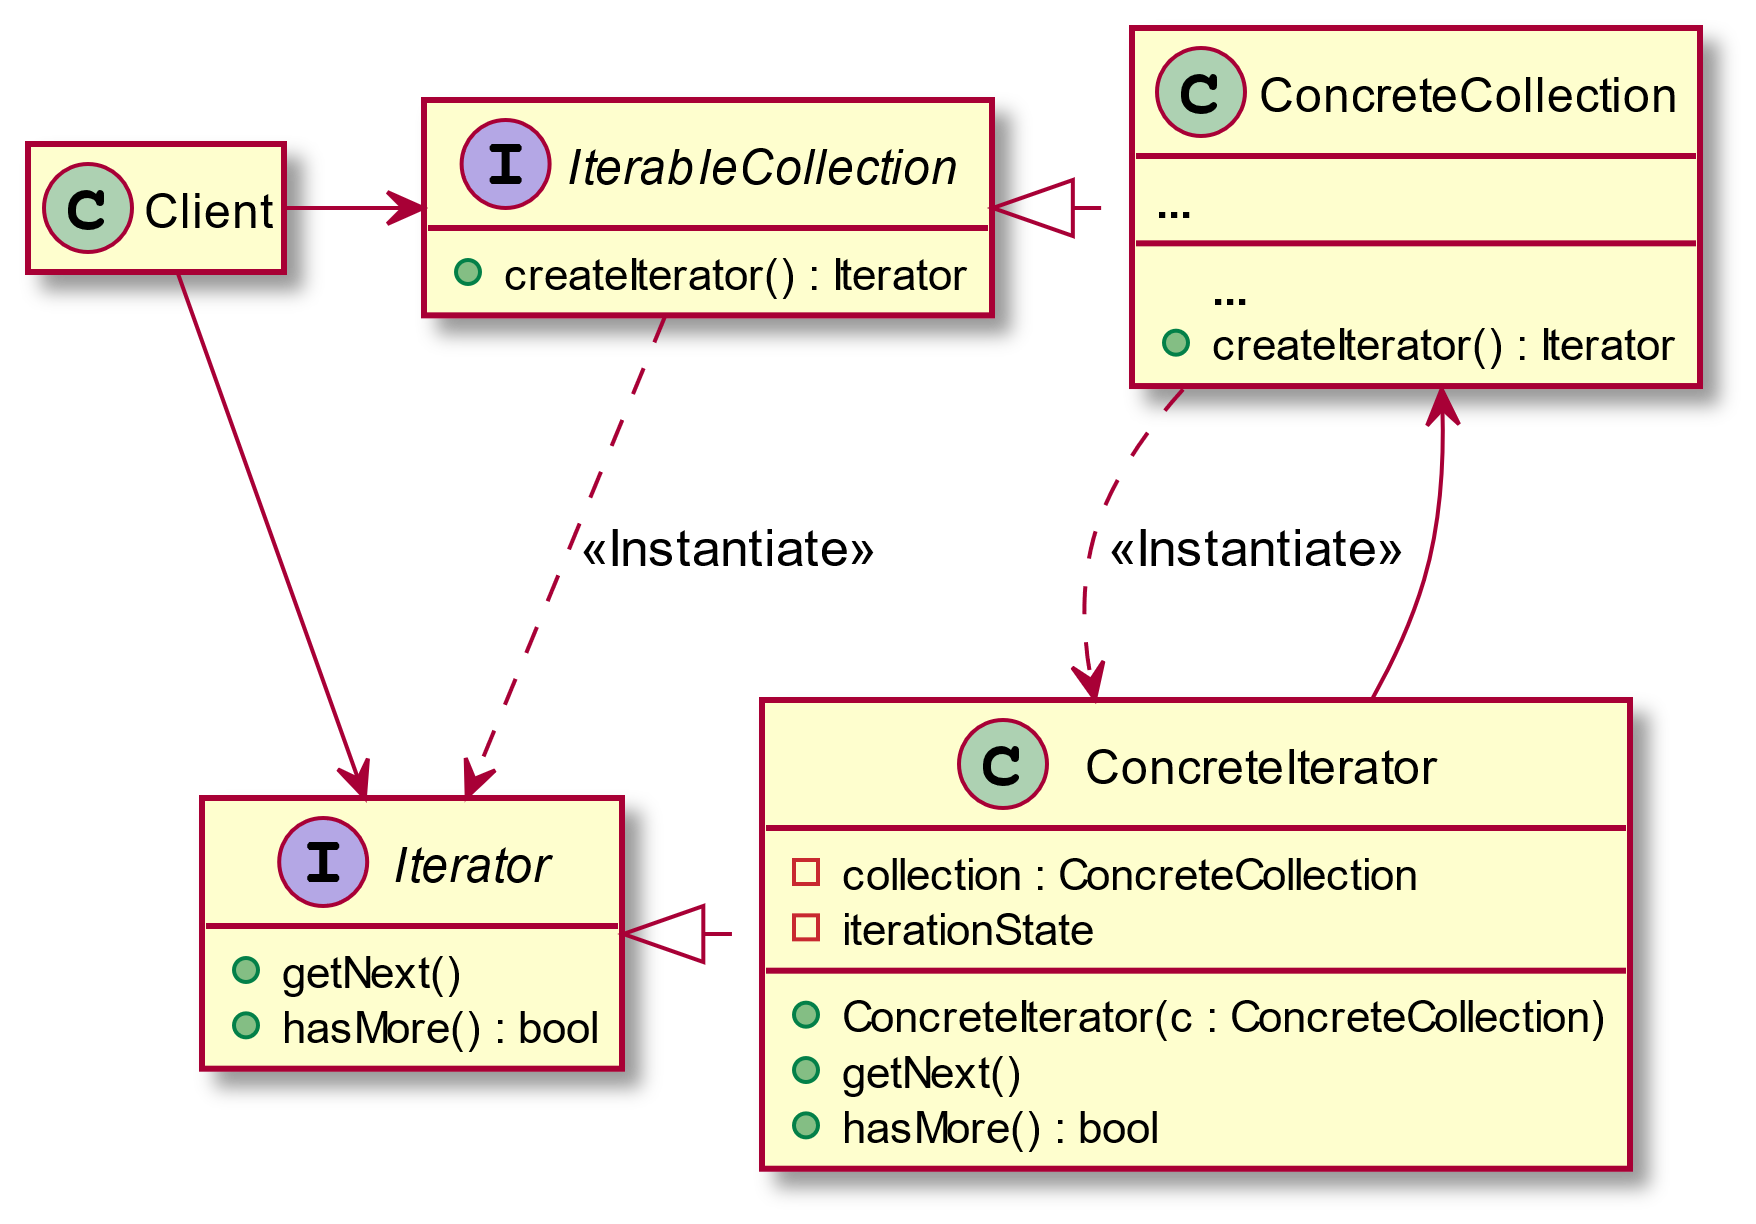 C Client
I IterableCollection
createIterator() : Iterator
C ConcreteCollection
...
...
createIterator() : Iterator
«Instantiate»
«Instantiate»
I Iterator
getNext()
hasMore() : bool
C ConcreteIterator
collection : ConcreteCollection
iterationState
ConcreteIterator(c : ConcreteCollection)
getNext()
hasMore() : bool